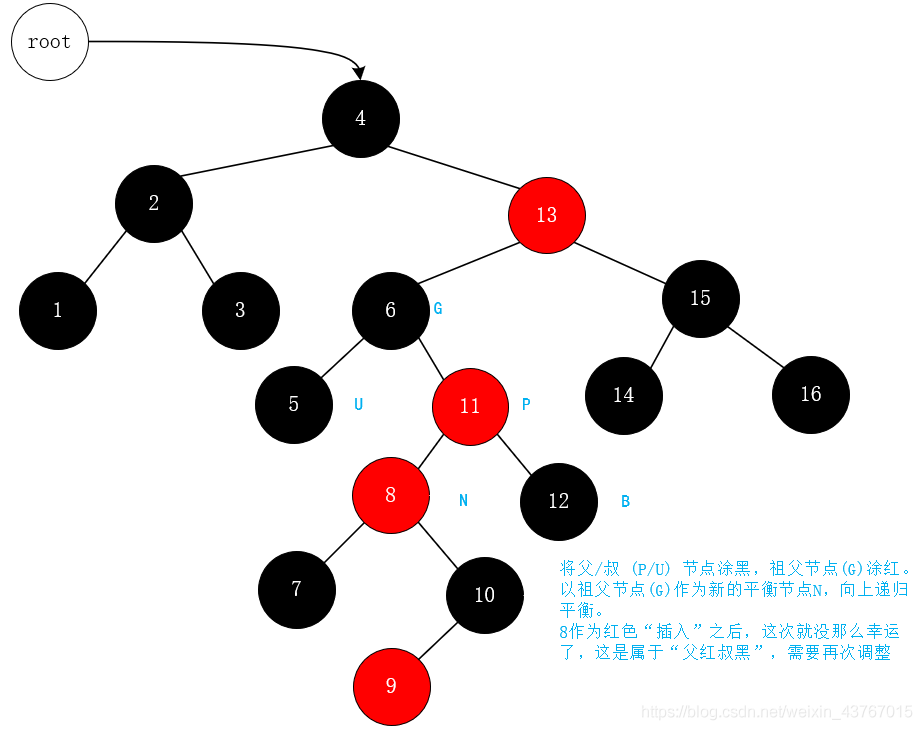 root
4
2
13
1
3
6
G
15
5
U
11
P
14
16
8
N
12
B
7
10
9
将父/叔 (P/U) 节点涂黑，祖父节点(G)涂红。
以祖父节点(G)作为新的平衡节点N，向上递归
平衡。
8作为红色“插入”之后，这次就没那么幸运
了，这是属于“父红叔黑”，需要再次调整
https://blog.csdn.net/weixin_43767015